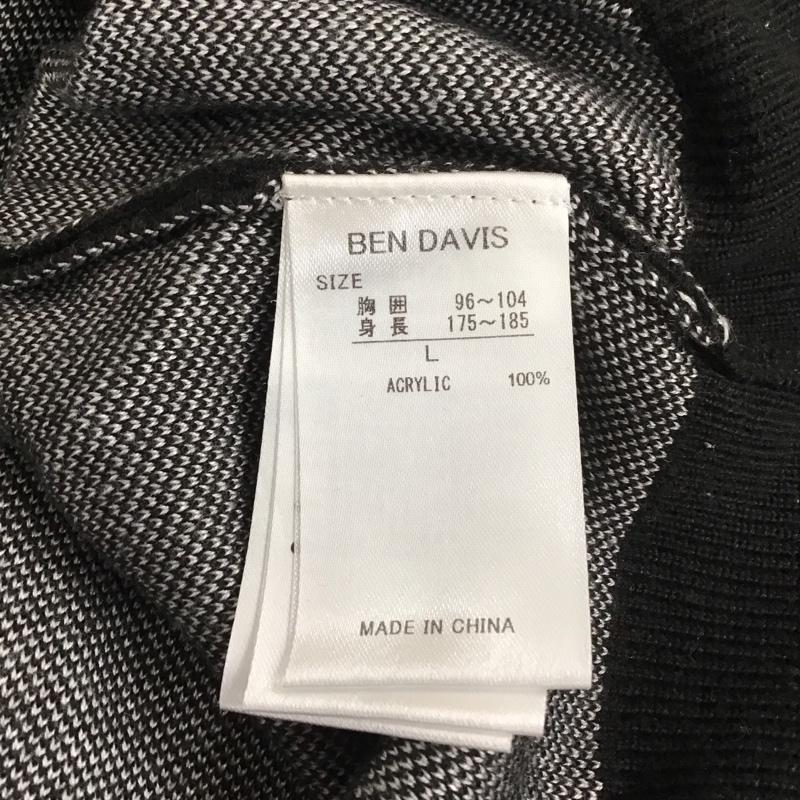 BEN DAVIS
SIZE
胸囲 96～104
身長 175～185
L
ACRYLIC 100%
MADE IN CHINA